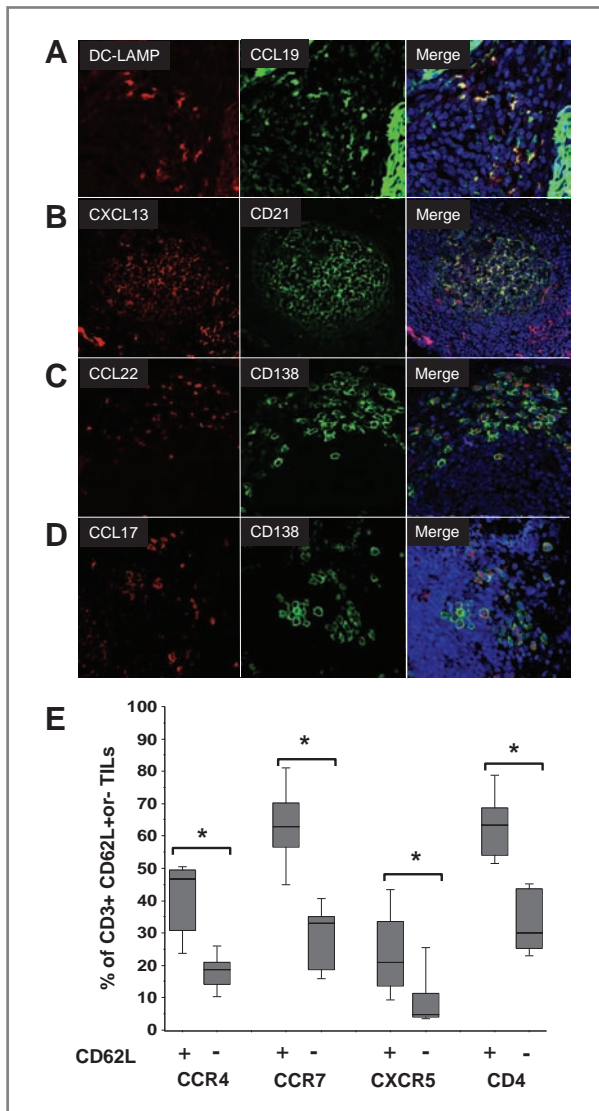 A
DC-LAMP CCL19 Merge
B
CXCL13 CD21 Merge
C
CCL22 CD138 Merge
D
CCL17 CD138 Merge
E
% of CD3+ CD62L+or- TILs
100
90
80
70
60
50
40
30
20
10
0
* * * *
CD62L + - + - + - + -
CCR4 CCR7 CXCR5 CD4